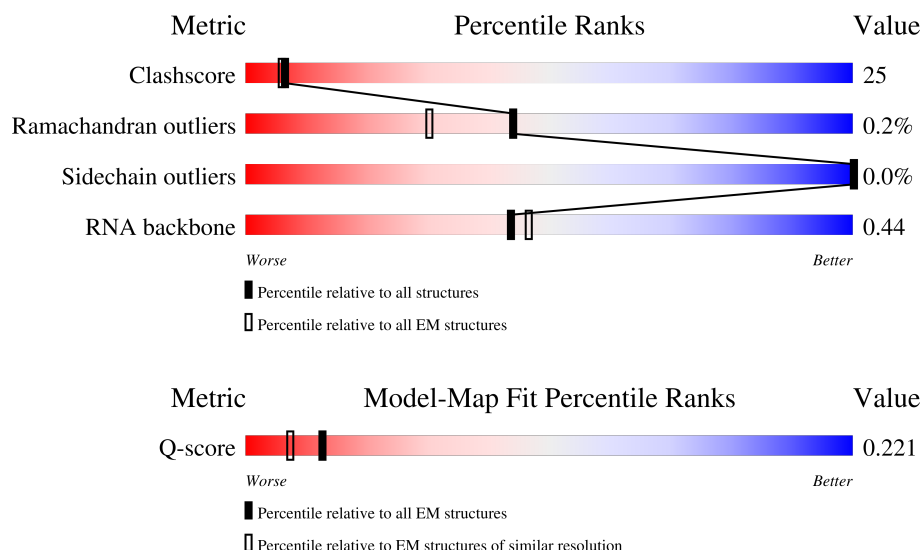 Metric Percentile Ranks Value
Clashscore 25
Ramachandran outliers 0.2%
Sidechain outliers 0.0%
RNA backbone 0.44
Worse Better
Percentile relative to all structures
Percentile relative to all EM structures
Metric Model-Map Fit Percentile Ranks Value
Q-score 0.221
Worse Better
Percentile relative to all EM structures
Percentile relative to EM structures of similar resolution